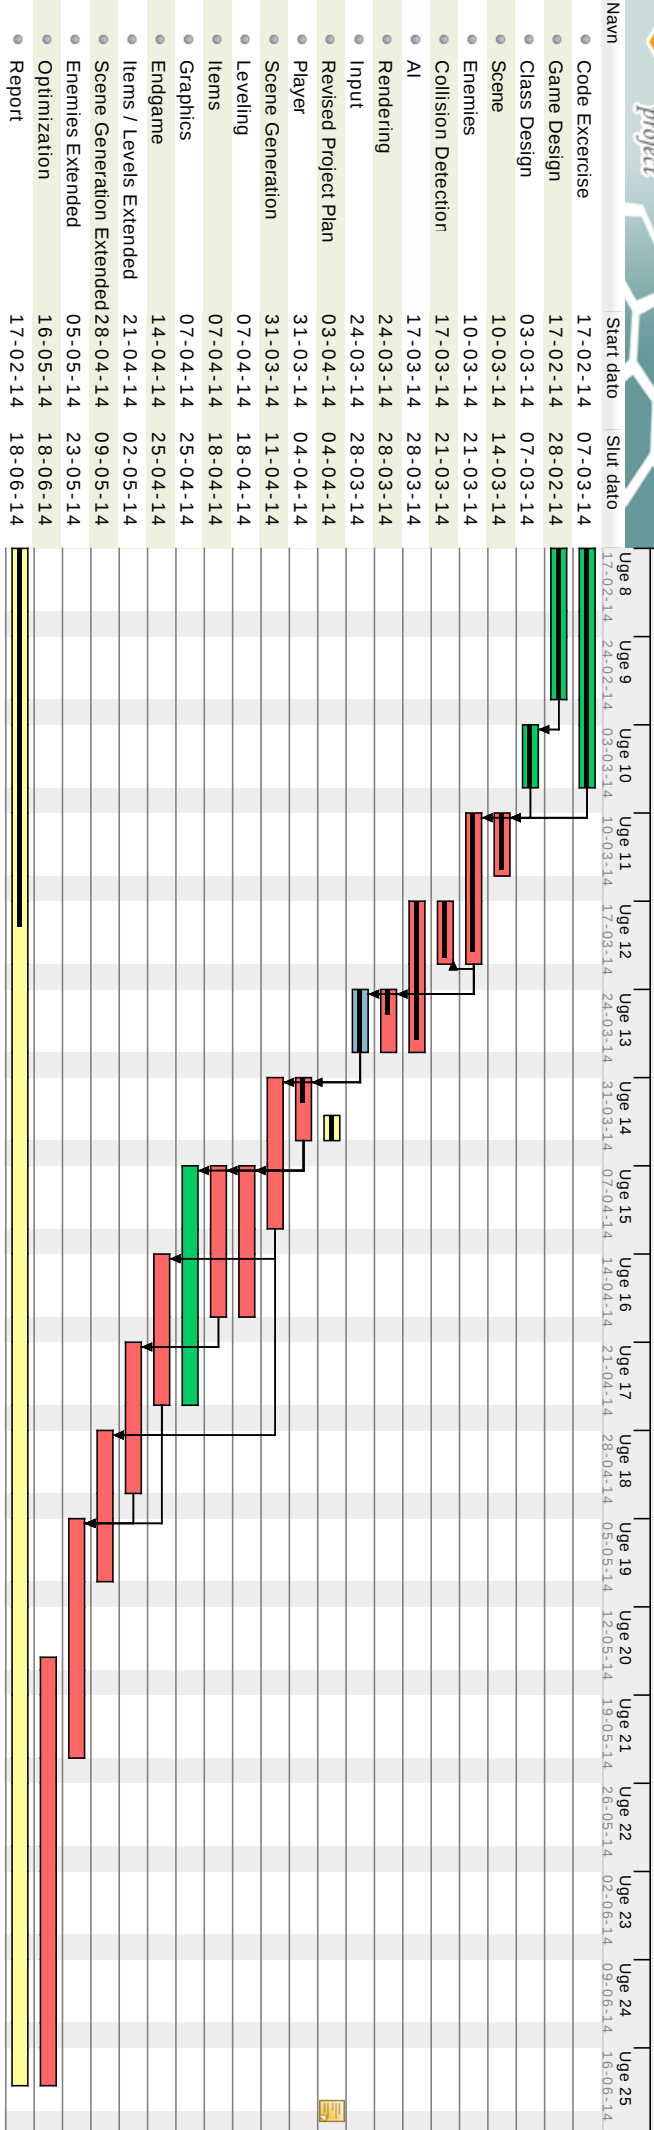 project
Navn Start dato Slut dato
Uge 8 Uge 9 Uge 10 Uge 11 Uge 12 Uge 13 Uge 14 Uge 15 Uge 16 Uge 17 Uge 18 Uge 19 Uge 20 Uge 21 Uge 22 Uge 23 Uge 24 Uge 25
17-02-14 24-02-14 03-03-14 10-03-14 17-03-14 24-03-14 31-03-14 07-04-14 14-04-14 21-04-14 28-04-14 05-05-14 12-05-14 19-05-14 26-05-14 02-06-14 09-06-14 16-06-14
Code Excercise 17-02-14 07-03-14
Game Design 17-02-14 28-02-14
Class Design 03-03-14 07-03-14
Scene 10-03-14 14-03-14
Enemies 10-03-14 21-03-14
Collision Detection 17-03-14 21-03-14
AI 17-03-14 28-03-14
Rendering 24-03-14 28-03-14
Input 24-03-14 28-03-14
Revised Project Plan 03-04-14 04-04-14
Player 31-03-14 04-04-14
Scene Generation 31-03-14 11-04-14
Leveling 07-04-14 18-04-14
Items 07-04-14 18-04-14
Graphics 07-04-14 25-04-14
Endgame 14-04-14 25-04-14
Items / Levels Extended 21-04-14 02-05-14
Scene Generation Extended 28-04-14 09-05-14
Enemies Extended 05-05-14 23-05-14
Optimization 16-05-14 18-06-14
Report 17-02-14 18-06-14